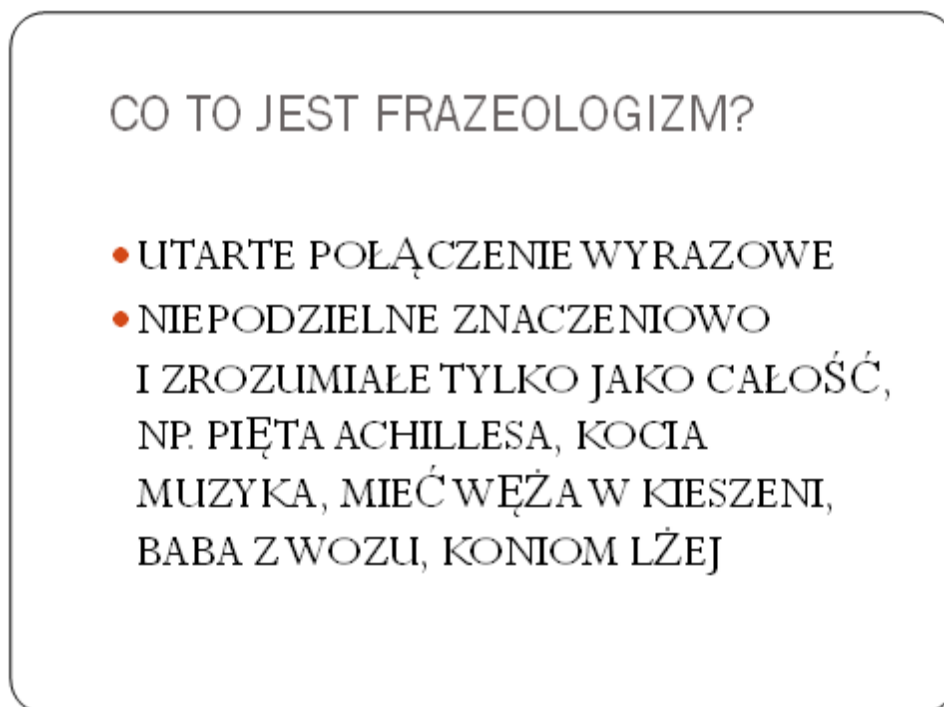 CO TO JEST FRAZEOLOGIZM?
• UTARTE POŁĄCZENIE WYRAZOWE
• NIEPODZIELNE ZNACZENIOWO
I ZROZUMIAŁE TYLKO JAKO CAŁOŚĆ,
NP. PIĘTA ACHILLESA, KOCIA
MUZYKA, MIEĆ WĘŻA W KIESZENI,
BABA Z WOZU, KONIOM LŻEJ